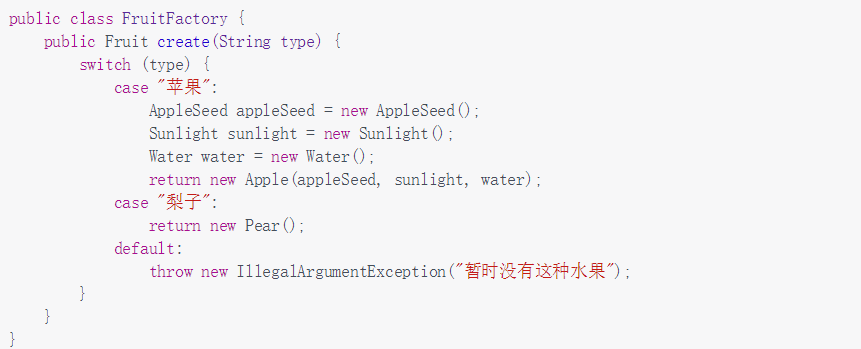 public class FruitFactory {
    public Fruit create(String type) {
        switch (type) {
            case "苹果":
                AppleSeed appleSeed = new AppleSeed();
                Sunlight sunlight = new Sunlight();
                Water water = new Water();
                return new Apple(appleSeed, sunlight, water);
            case "梨子":
                return new Pear();
            default:
                throw new IllegalArgumentException("暂时没有这种水果");
        }
    }
}